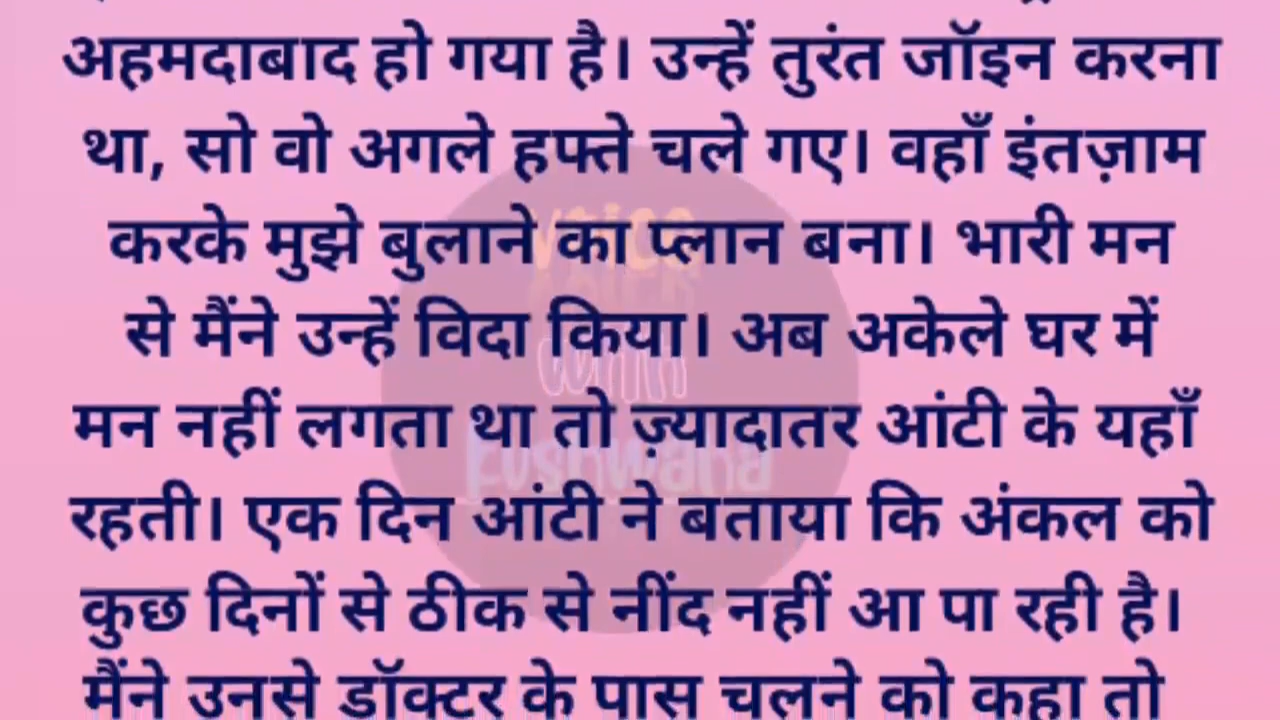 अहमदाबाद हो गया है। उन्हें तुरंत जॉइन करना
था, सो वो अगले हफ्ते चले गए। वहाँ इंतज़ाम
करके मुझे बुलाने का प्लान बना। भारी मन
से मैंने उन्हें विदा किया। अब अकेले घर में
मन नहीं लगता था तो ज़्यादातर आंटी के यहाँ
रहती। एक दिन आंटी ने बताया कि अंकल को
कुछ दिनों से ठीक से नींद नहीं आ पा रही है।
मैंने उनसे डॉक्टर के पास चलने को कहा तो